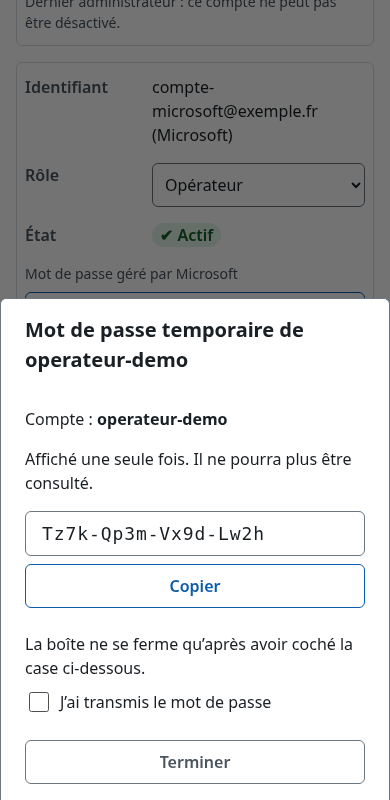 Dernier administrateur : ce compte ne peut pas
être désactivé.
Identifiant
compte-
microsoft@exemple.fr
(Microsoft)
Rôle
Opérateur
État
✔ Actif
Mot de passe géré par Microsoft
Mot de passe temporaire de
operateur-demo
Compte : operateur-demo
Affiché une seule fois. Il ne pourra plus être
consulté.
Tz7k-Qp3m-Vx9d-Lw2h
Copier
La boîte ne se ferme qu’après avoir coché la
case ci-dessous.
J’ai transmis le mot de passe
Terminer